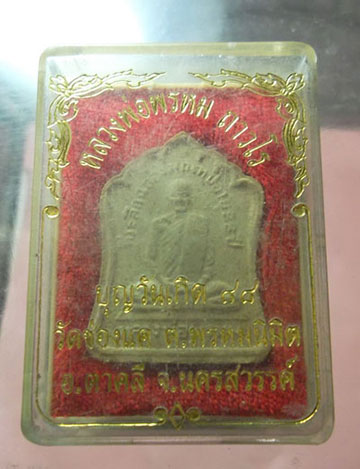 หลวงพ่อพรหม ถาวโร
บุญวันเกิด ๘๘
วัดช่องแค ต.พรหมนิมิต
อ.ตาคลี จ.นครสวรรค์